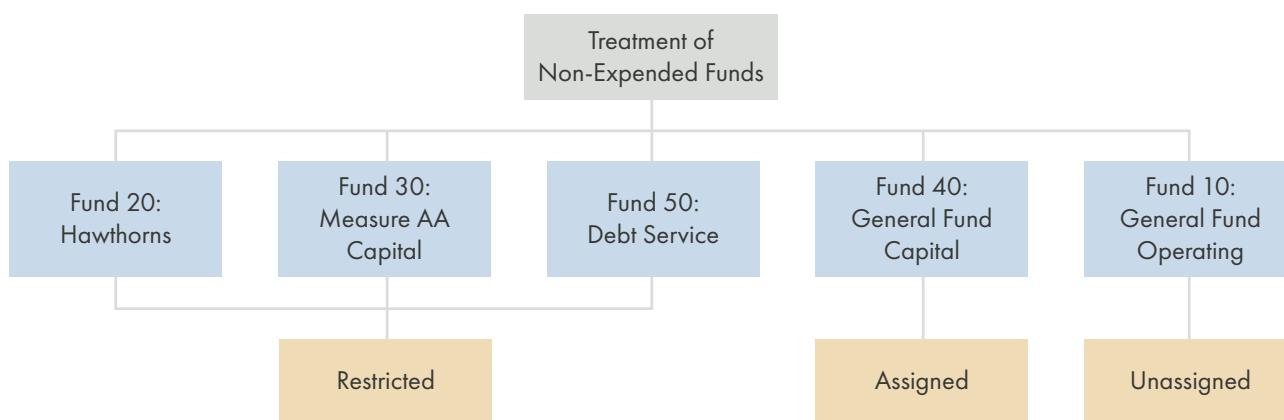 Treatment of
Non-Expended Funds
Fund 20:
Hawthorns
Fund 30:
Measure AA
Capital
Fund 50:
Debt Service
Fund 40:
General Fund
Capital
Fund 10:
General Fund
Operating
Restricted
Assigned
Unassigned